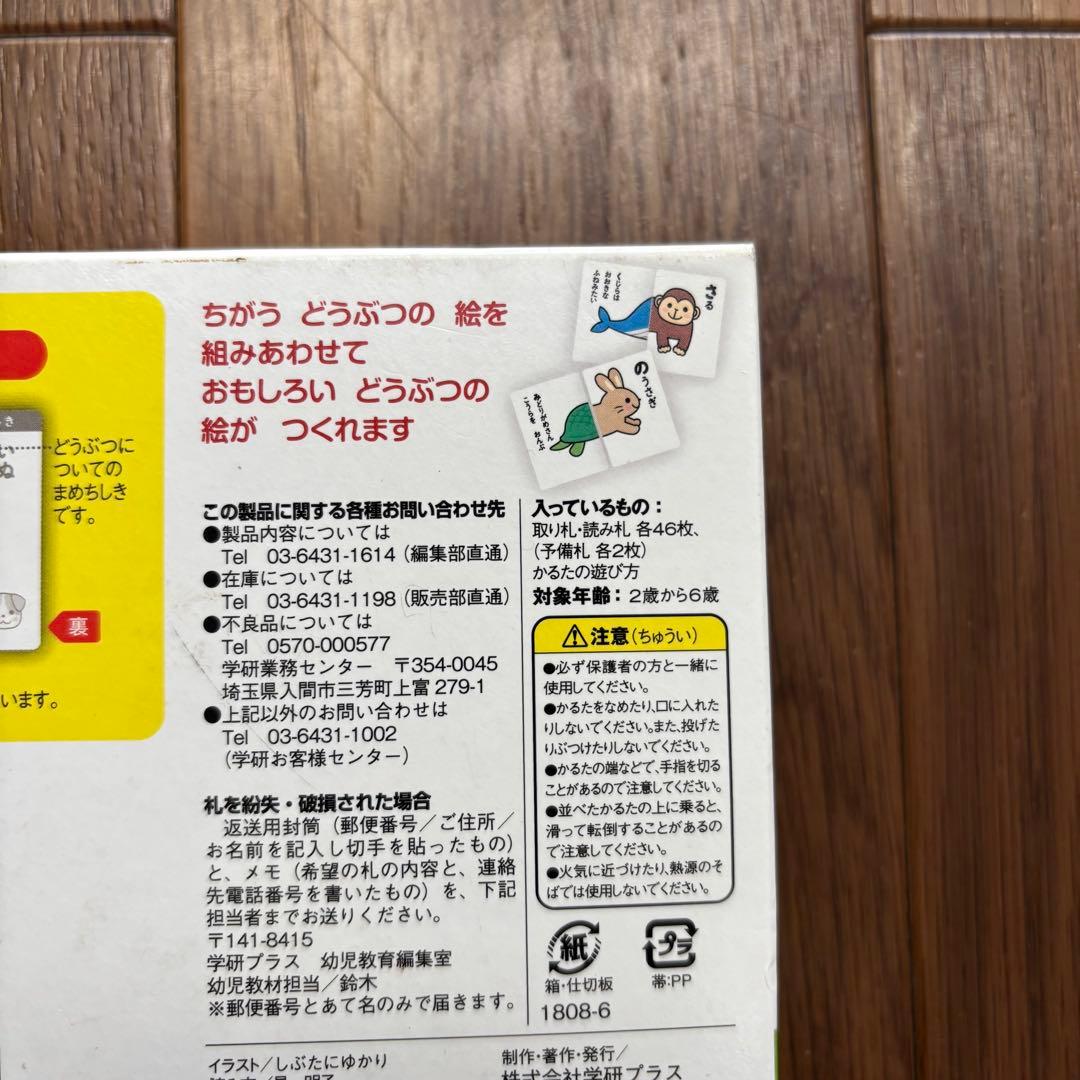 ちがう どうぶつの 絵を
組みあわせて
おもしろい どうぶつの
絵が つくれます
くじらは
おおきな
ふねみたい
さる
みどりがめさん
こうらを おんぶ
のうさぎ
き
い
ぬ
どうぶつに
ついての
まめちしき
です。
裏
います。
この製品に関する各種お問い合わせ先
●製品内容については
Tel 03-6431-1614（編集部直通）
●在庫については
Tel 03-6431-1198（販売部直通）
●不良品については
Tel 0570-000577
学研業務センター 〒354-0045
埼玉県入間市三芳町上富 279-1
●上記以外のお問い合わせは
Tel 03-6431-1002
（学研お客様センター）
札を紛失・破損された場合
返送用封筒（郵便番号／ご住所／
お名前を記入し切手を貼ったもの）
と、メモ（希望の札の内容と、連絡
先電話番号を書いたもの）を、下記
担当者までお送りください。
〒141-8415
学研プラス 幼児教育編集室
幼児教材担当／鈴木
※郵便番号とあて名のみで届きます。
入っているもの：
取り札・読み札 各46枚、
（予備札 各2枚）
かるたの遊び方
対象年齢：2歳から6歳
注意（ちゅうい）
●必ず保護者の方と一緒に
使用してください。
●かるたをなめたり、口に入れた
りしないでください。また、投げた
りぶつけたりしないでください。
●かるたの端などで、手指を切る
ことがあるので注意してください。
●並べたかるたの上に乗ると、
滑って転倒することがあるの
で注意してください。
●火気に近づけたり、熱源のそ
ばでは使用しないでください。
紙
箱・仕切板
プラ
帯：PP
1808-6
イラスト／しぶたにゆかり
制作・著作・発行／
株式会社学研プラス